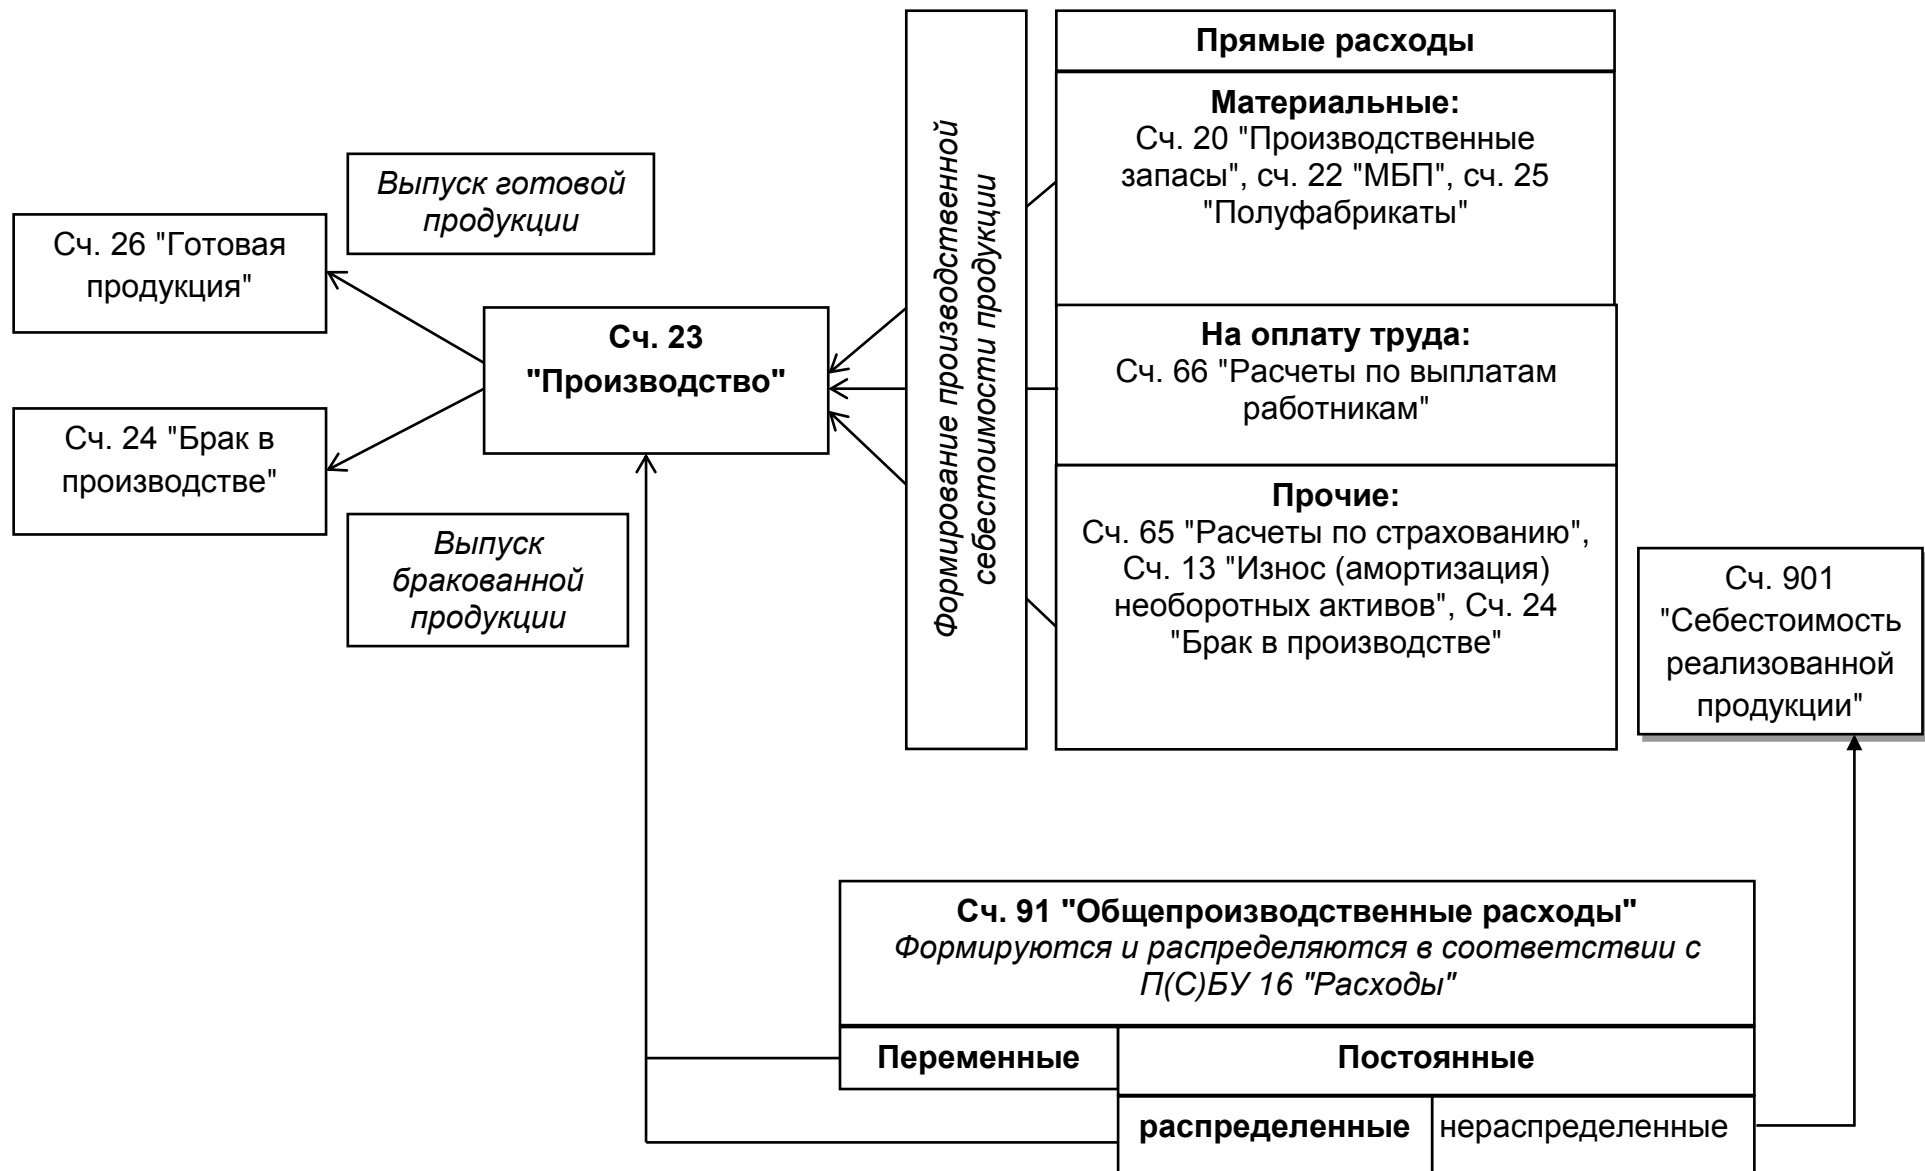 Прямые расходы
Материальные:
Сч. 20 "Производственные
запасы", сч. 22 "МБП", сч. 25
"Полуфабрикаты"
Формирование производственной
себестоимости продукции
Выпуск готовой
продукции
Сч. 26 "Готовая
продукция"
Сч. 23
"Производство"
На оплату труда:
Сч. 66 "Расчеты по выплатам
работникам"
Сч. 24 "Брак в
производстве"
Прочие:
Сч. 65 "Расчеты по страхованию",
Сч. 13 "Износ (амортизация)
необоротных активов", Сч. 24
"Брак в производстве"
Выпуск
бракованной
продукции
Сч. 901
"Себестоимость
реализованной
продукции"
Сч. 91 "Общепроизводственные расходы"
Формируются и распределяются в соответствии с
П(С)БУ 16 "Расходы"
Переменные
Постоянные
распределенные
нераспределенные